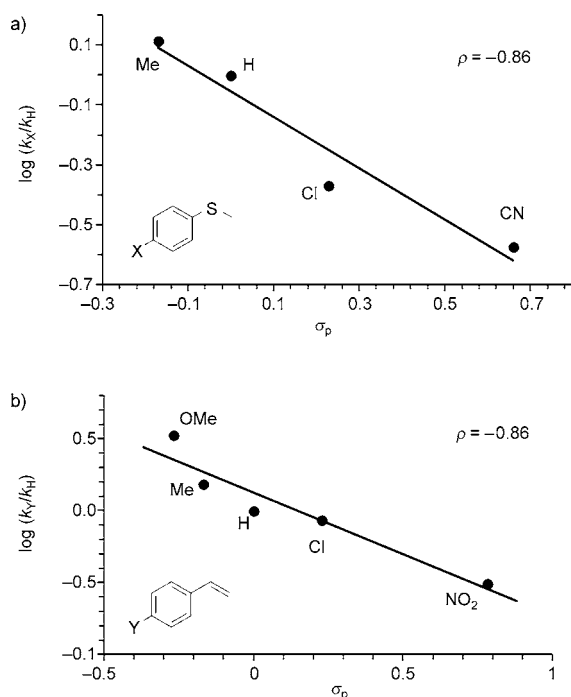 a)
0.1
−0.1
−0.3
−0.5
−0.7
log (kX/kH)
Me
H
ρ = −0.86
Cl
CN
S
X
−0.3
−0.1
0.1
0.3
0.5
0.7
σp
b)
0.5
0.0
−0.5
−0.1
log (kY/kH)
OMe
ρ = −0.86
Me
H
Cl
NO2
Y
−0.5
0
0.5
1
σp